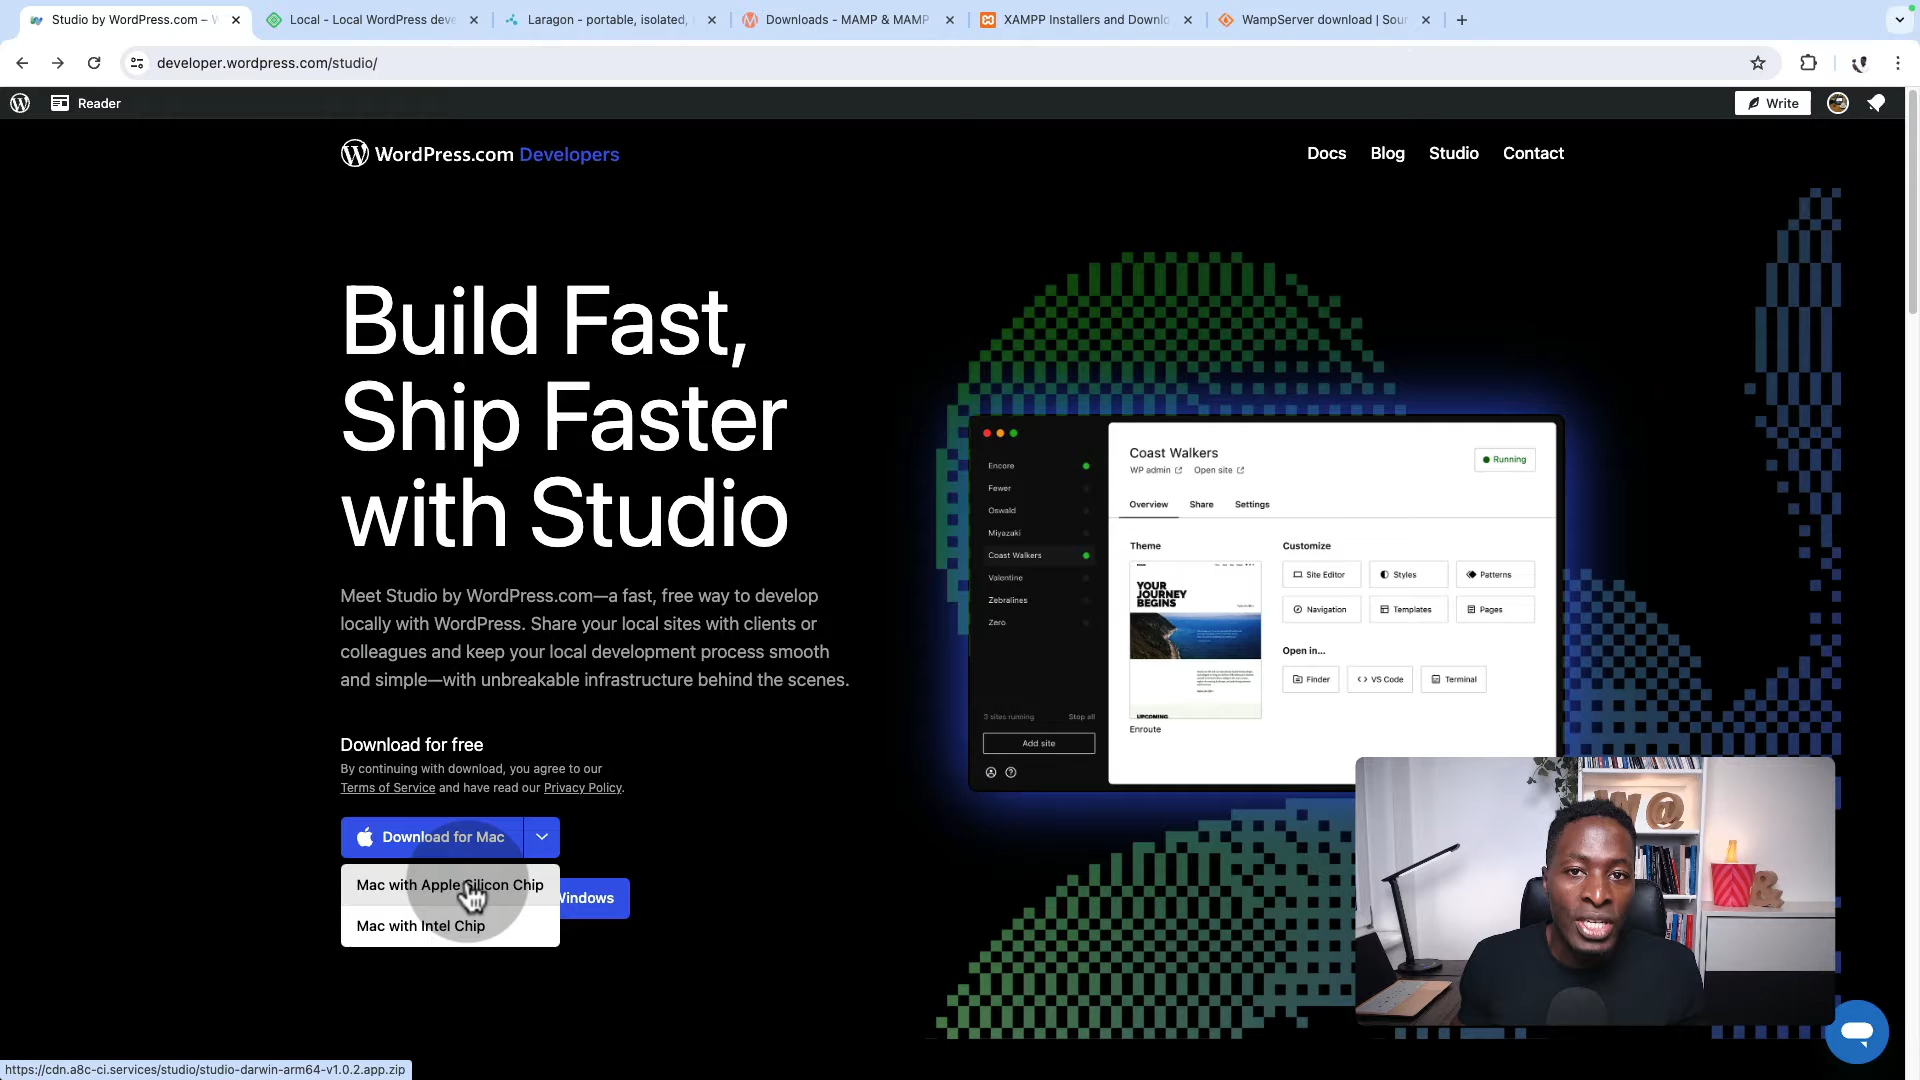 Studio by WordPress.com –
Local - Local WordPress deve
Laragon - portable, isolated,
Downloads - MAMP & MAMP
XAMPP Installers and Downlo
WampServer download | Sour
developer.wordpress.com/studio/
Reader
Write
WordPress.com Developers
Docs
Blog
Studio
Contact
Build Fast,
Ship Faster
with Studio
Meet Studio by WordPress.com—a fast, free way to develop
locally with WordPress. Share your local sites with clients or
colleagues and keep your local development process smooth
and simple—with unbreakable infrastructure behind the scenes.
Download for free
By continuing with download, you agree to our
Terms of Service and have read our Privacy Policy.
Download for Mac
Mac with Apple Silicon Chip
Windows
Mac with Intel Chip
Encore
Fewer
Oswald
Miyazaki
Coast Walkers
Valentine
Zebralines
Zero
3 sites running
Stop all
Add site
Coast Walkers
WP admin
Open site
Running
Overview
Share
Settings
Theme
YOUR
JOURNEY
BEGINS
UPCOMING
Enroute
Customize
Site Editor
Styles
Patterns
Navigation
Templates
Pages
Open in...
Finder
VS Code
Terminal
W@
&
https://cdn.a8c-ci.services/studio/studio-darwin-arm64-v1.0.2.app.zip